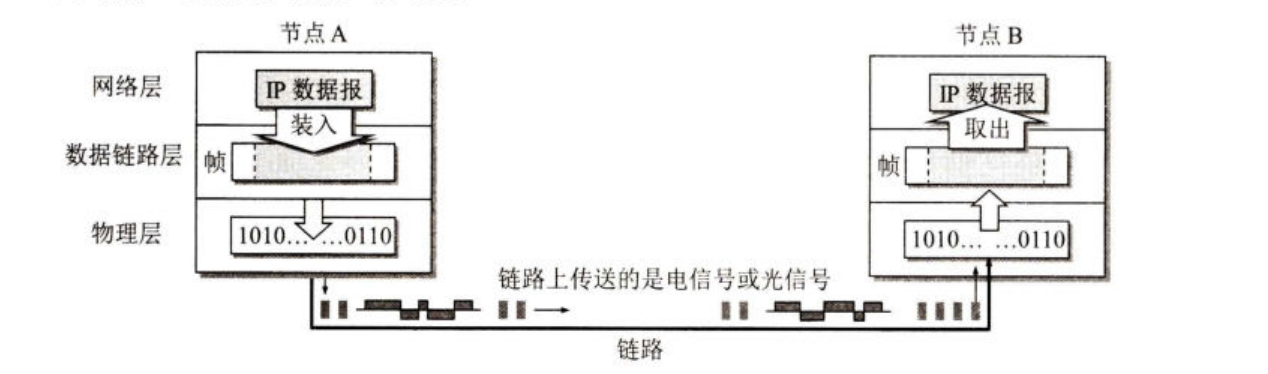 节点 A
节点 B
网络层
IP 数据报
IP 数据报
装入
取出
数据链路层
帧
帧
物理层
1010… …0110
1010… …0110
链路上传送的是电信号或光信号
链路